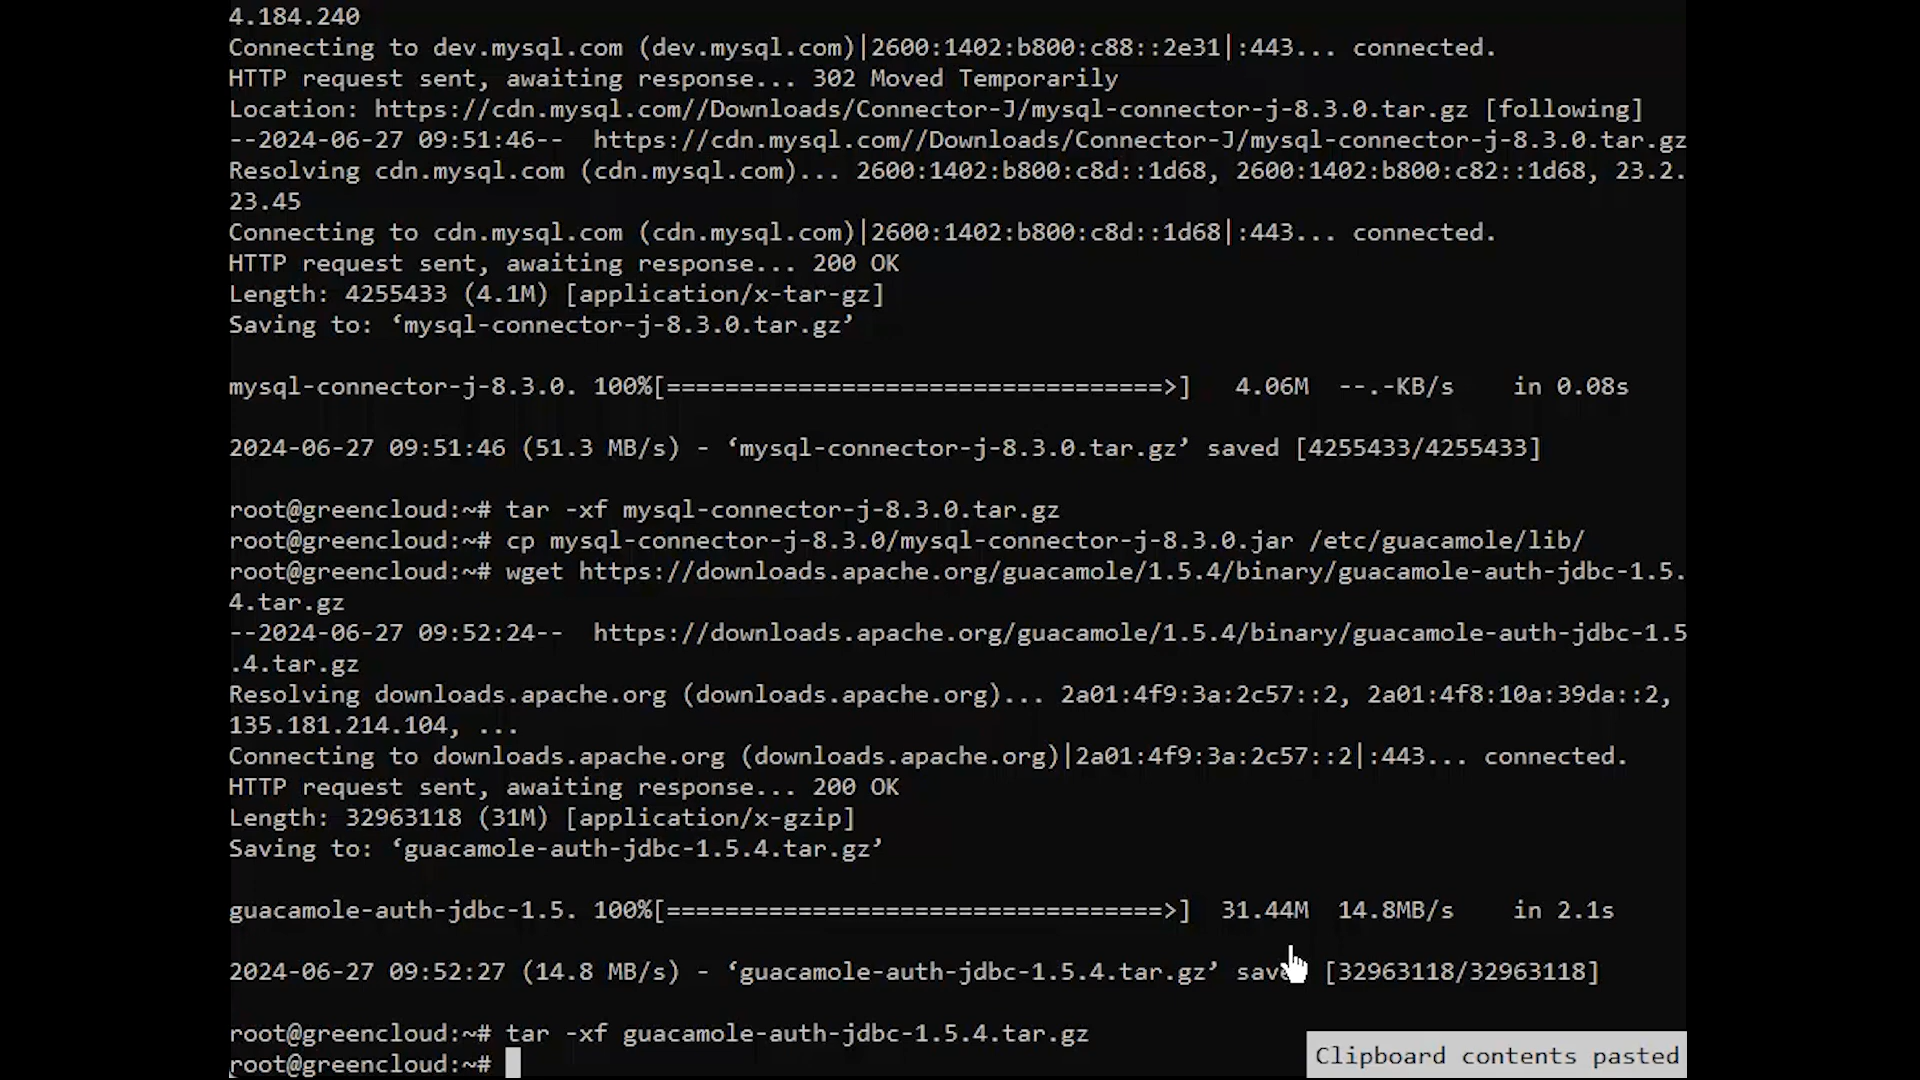 4.184.240
Connecting to dev.mysql.com (dev.mysql.com)|2600:1402:b800:c88::2e31|:443... connected.
HTTP request sent, awaiting response... 302 Moved Temporarily
Location: https://cdn.mysql.com//Downloads/Connector-J/mysql-connector-j-8.3.0.tar.gz [following]
--2024-06-27 09:51:46--  https://cdn.mysql.com//Downloads/Connector-J/mysql-connector-j-8.3.0.tar.gz
Resolving cdn.mysql.com (cdn.mysql.com)... 2600:1402:b800:c8d::1d68, 2600:1402:b800:c82::1d68, 23.2.
23.45
Connecting to cdn.mysql.com (cdn.mysql.com)|2600:1402:b800:c8d::1d68|:443... connected.
HTTP request sent, awaiting response... 200 OK
Length: 4255433 (4.1M) [application/x-tar-gz]
Saving to: ‘mysql-connector-j-8.3.0.tar.gz’
mysql-connector-j-8.3.0. 100%[==================================>]   4.06M  --.-KB/s    in 0.08s
2024-06-27 09:51:46 (51.3 MB/s) - ‘mysql-connector-j-8.3.0.tar.gz’ saved [4255433/4255433]
root@greencloud:~# tar -xf mysql-connector-j-8.3.0.tar.gz
root@greencloud:~# cp mysql-connector-j-8.3.0/mysql-connector-j-8.3.0.jar /etc/guacamole/lib/
root@greencloud:~# wget https://downloads.apache.org/guacamole/1.5.4/binary/guacamole-auth-jdbc-1.5.
4.tar.gz
--2024-06-27 09:52:24--  https://downloads.apache.org/guacamole/1.5.4/binary/guacamole-auth-jdbc-1.5
.4.tar.gz
Resolving downloads.apache.org (downloads.apache.org)... 2a01:4f9:3a:2c57::2, 2a01:4f8:10a:39da::2,
135.181.214.104, ...
Connecting to downloads.apache.org (downloads.apache.org)|2a01:4f9:3a:2c57::2|:443... connected.
HTTP request sent, awaiting response... 200 OK
Length: 32963118 (31M) [application/x-gzip]
Saving to: ‘guacamole-auth-jdbc-1.5.4.tar.gz’
guacamole-auth-jdbc-1.5. 100%[==================================>]  31.44M  14.8MB/s    in 2.1s
2024-06-27 09:52:27 (14.8 MB/s) - ‘guacamole-auth-jdbc-1.5.4.tar.gz’ saved [32963118/32963118]
root@greencloud:~# tar -xf guacamole-auth-jdbc-1.5.4.tar.gz
root@greencloud:~#
Clipboard contents pasted